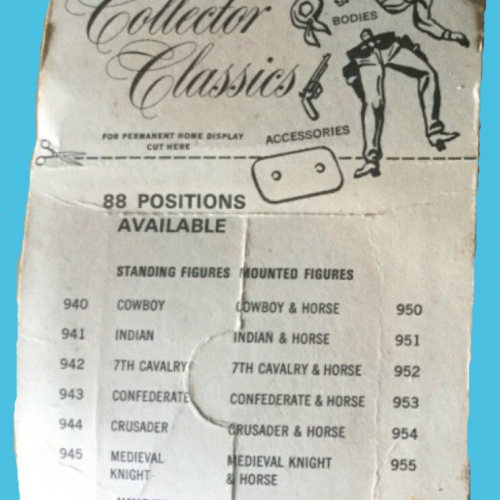 Collector
Classics
BODIES
FOR PERMANENT HOME DISPLAY
CUT HERE
ACCESSORIES
88 POSITIONS
AVAILABLE
STANDING FIGURES MOUNTED FIGURES
940 COWBOY COWBOY & HORSE 950
941 INDIAN INDIAN & HORSE 951
942 7TH CAVALRY 7TH CAVALRY & HORSE 952
943 CONFEDERATE CONFEDERATE & HORSE 953
944 CRUSADER CRUSADER & HORSE 954
945 MEDIEVAL MEDIEVAL KNIGHT 955
KNIGHT & HORSE